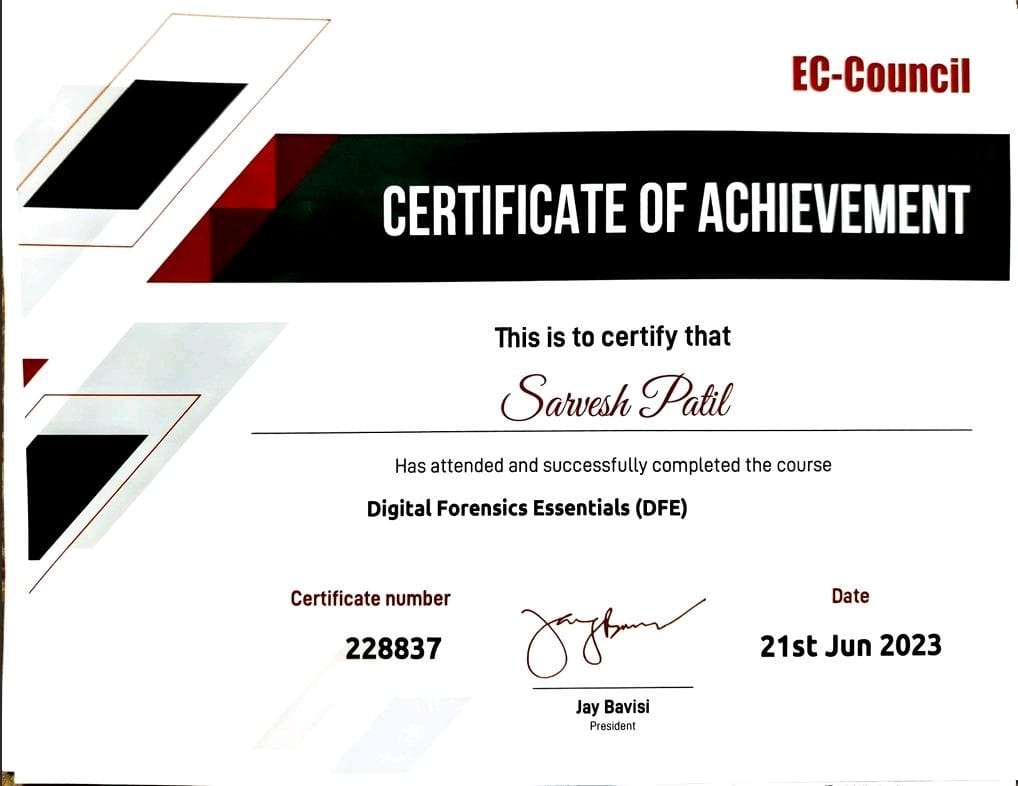 EC-Council
CERTIFICATE OF ACHIEVEMENT
This is to certify that
Sarvesh Patil
Has attended and successfully completed the course
Digital Forensics Essentials (DFE)
Certificate number
228837
Date
21st Jun 2023
Jay Bavisi
President